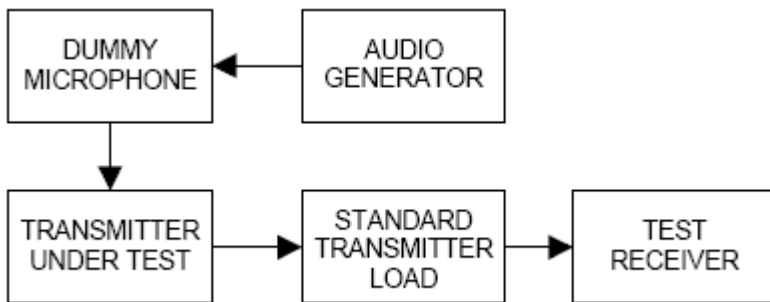 DUMMY
MICROPHONE
AUDIO
GENERATOR
TRANSMITTER
UNDER TEST
STANDARD
TRANSMITTER
LOAD
TEST
RECEIVER